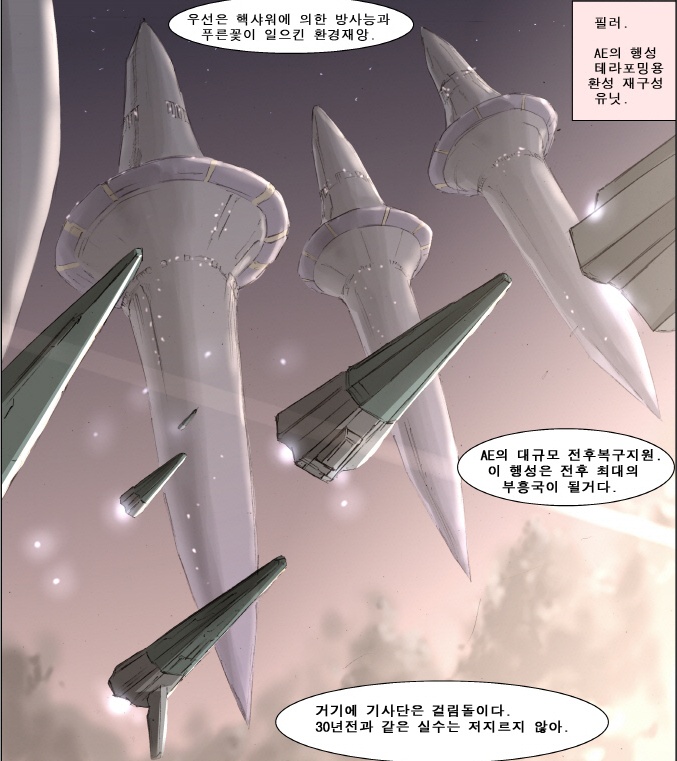 우선은 핵샤워에 의한 방사능과
푸른꽃이 일으킨 환경재앙.
필러.
AE의 행성
테라포밍용
환성 재구성
유닛.
AE의 대규모 전후복구지원.
이 행성은 전후 최대의
부흥국이 될거다.
거기에 기사단은 걸림돌이다.
30년전과 같은 실수는 저지르지 않아.